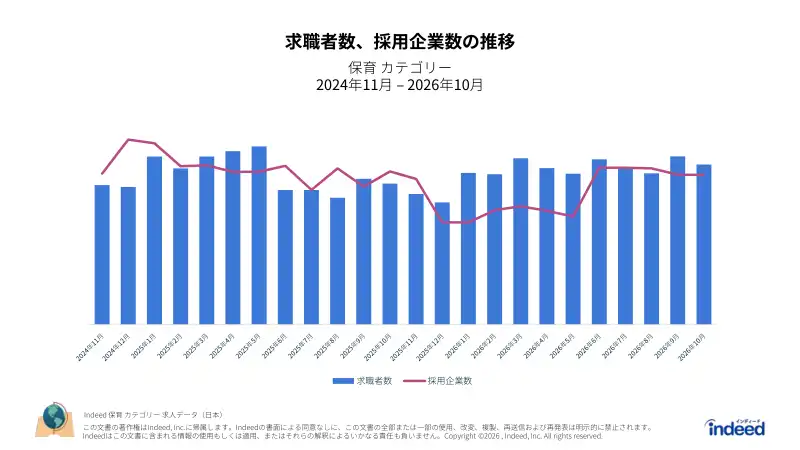 求職者数、採用企業数の推移
保育 カテゴリー
2024年11月 – 2026年10月
2024年11月
2024年12月
2025年1月
2025年2月
2025年3月
2025年4月
2025年5月
2025年6月
2025年7月
2025年8月
2025年9月
2025年10月
2025年11月
2025年12月
2026年1月
2026年2月
2026年3月
2026年4月
2026年5月
2026年6月
2026年7月
2026年8月
2026年9月
2026年10月
求職者数
採用企業数
Indeed 保育 カテゴリー 求人データ（日本）
この文書の著作権はIndeed, Inc.に帰属します。Indeedの書面による同意なしに、この文書の全部または一部の使用、改変、複製、再送信および再発表は明示的に禁止されます。
Indeedはこの文書に含まれる情報の使用もしくは適用、またはそれらの解釈によるいかなる責任も負いません。Copyright ©2026 , Indeed, Inc. All rights reserved.
インディード
indeed